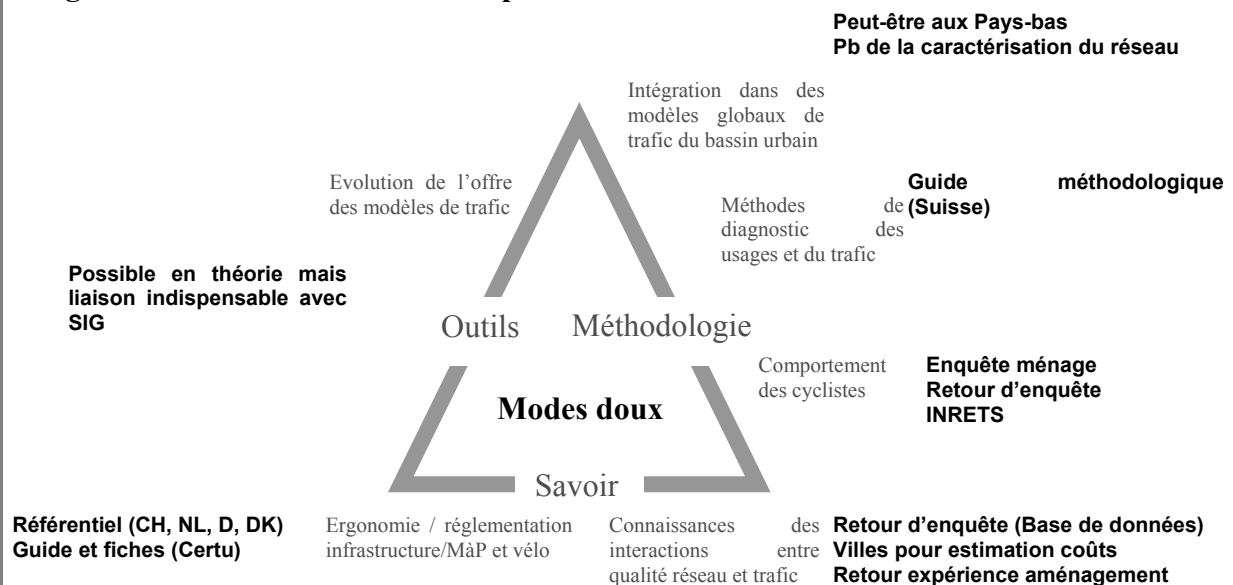 Peut-être aux Pays-bas
Pb de la caractérisation du réseau
Intégration dans des
modèles globaux de
trafic du bassin urbain
Evolution de l'offre
des modèles de trafic
Méthodes de
diagnostic des
usages et du trafic
Guide méthodologique
(Suisse)
Possible en théorie mais
liaison indispensable avec
SIG
Outils
Méthodologie
Comportement
des cyclistes
Enquête ménage
Retour d'enquête
INRETS
Modes doux
Savoir
Référentiel (CH, NL, D, DK)
Guide et fiches (Certu)
Ergonomie / réglementation
infrastructure/MàP et vélo
Connaissances des
interactions entre
qualité réseau et trafic
Retour d'enquête (Base de données)
Villes pour estimation coûts
Retour expérience aménagement